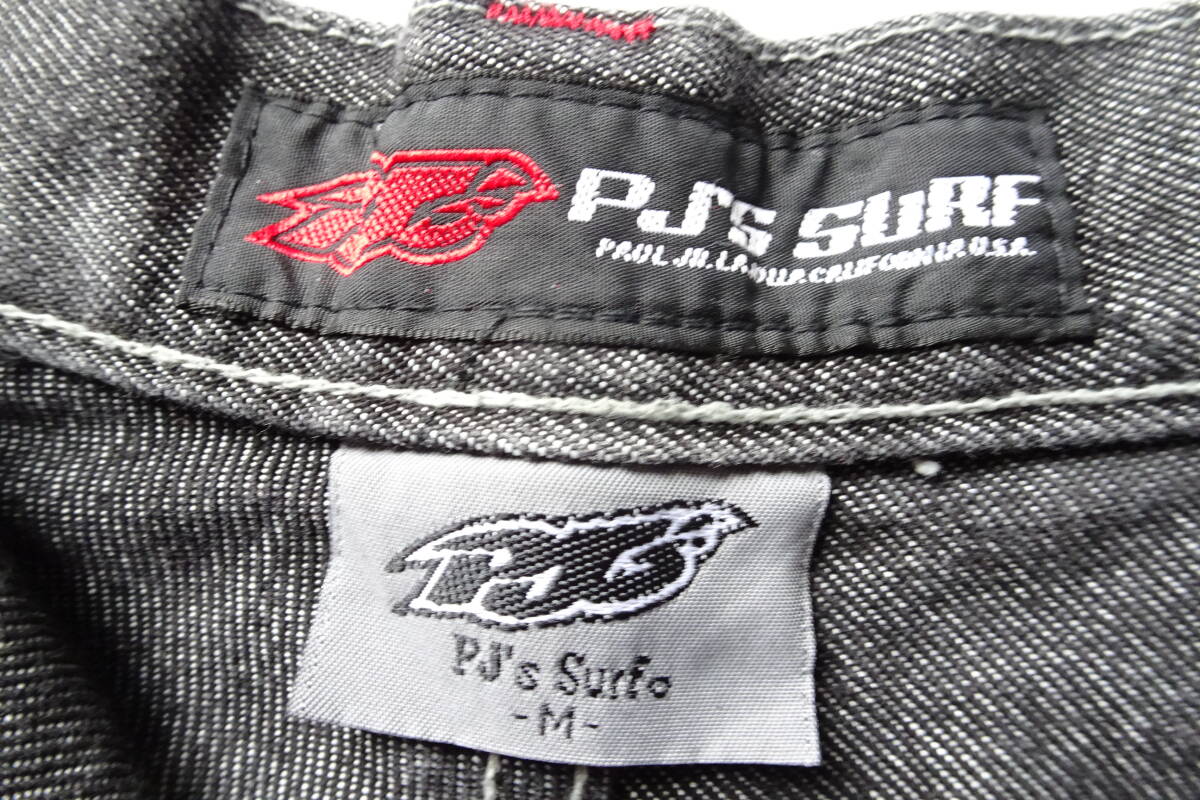 PJ's SURF
PAUL JR. LA JOLLA. CALIFORNIA. U.S.A.
PJ's Surf.
-M-